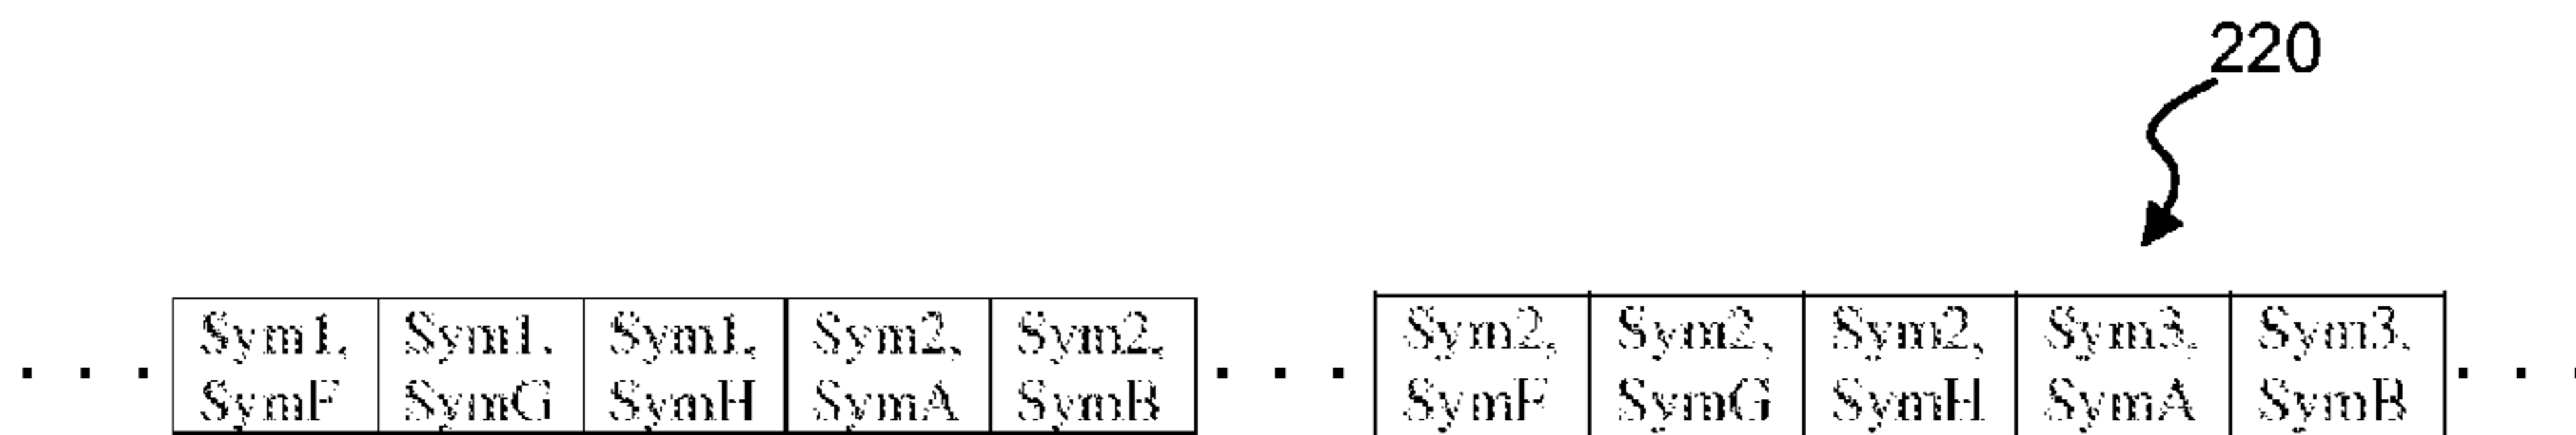 220
. . . Sym1, Sym1, Sym1, Sym2, Sym2, . . . Sym2, Sym2, Sym2, Sym3, Sym3, . . .
SymF SymG SymH SymA SymB SymF SymG SymH SymA SymB